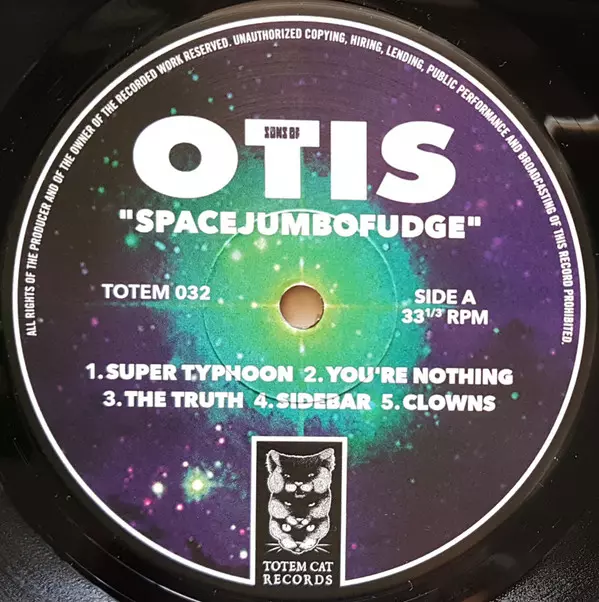 ALL RIGHTS OF THE PRODUCER AND OF THE OWNER OF THE RECORDED WORK RESERVED. UNAUTHORIZED COPYING, HIRING, LENDING, PUBLIC PERFORMANCE AND BROADCASTING OF THIS RECORD PROHIBITED.
SONS OF
OTIS
"SPACEJUMBOFUDGE"
TOTEM 032
SIDE A
33 1/3 RPM
1. SUPER TYPHOON 2. YOU'RE NOTHING
3. THE TRUTH 4. SIDEBAR 5. CLOWNS
TOTEM CAT
RECORDS